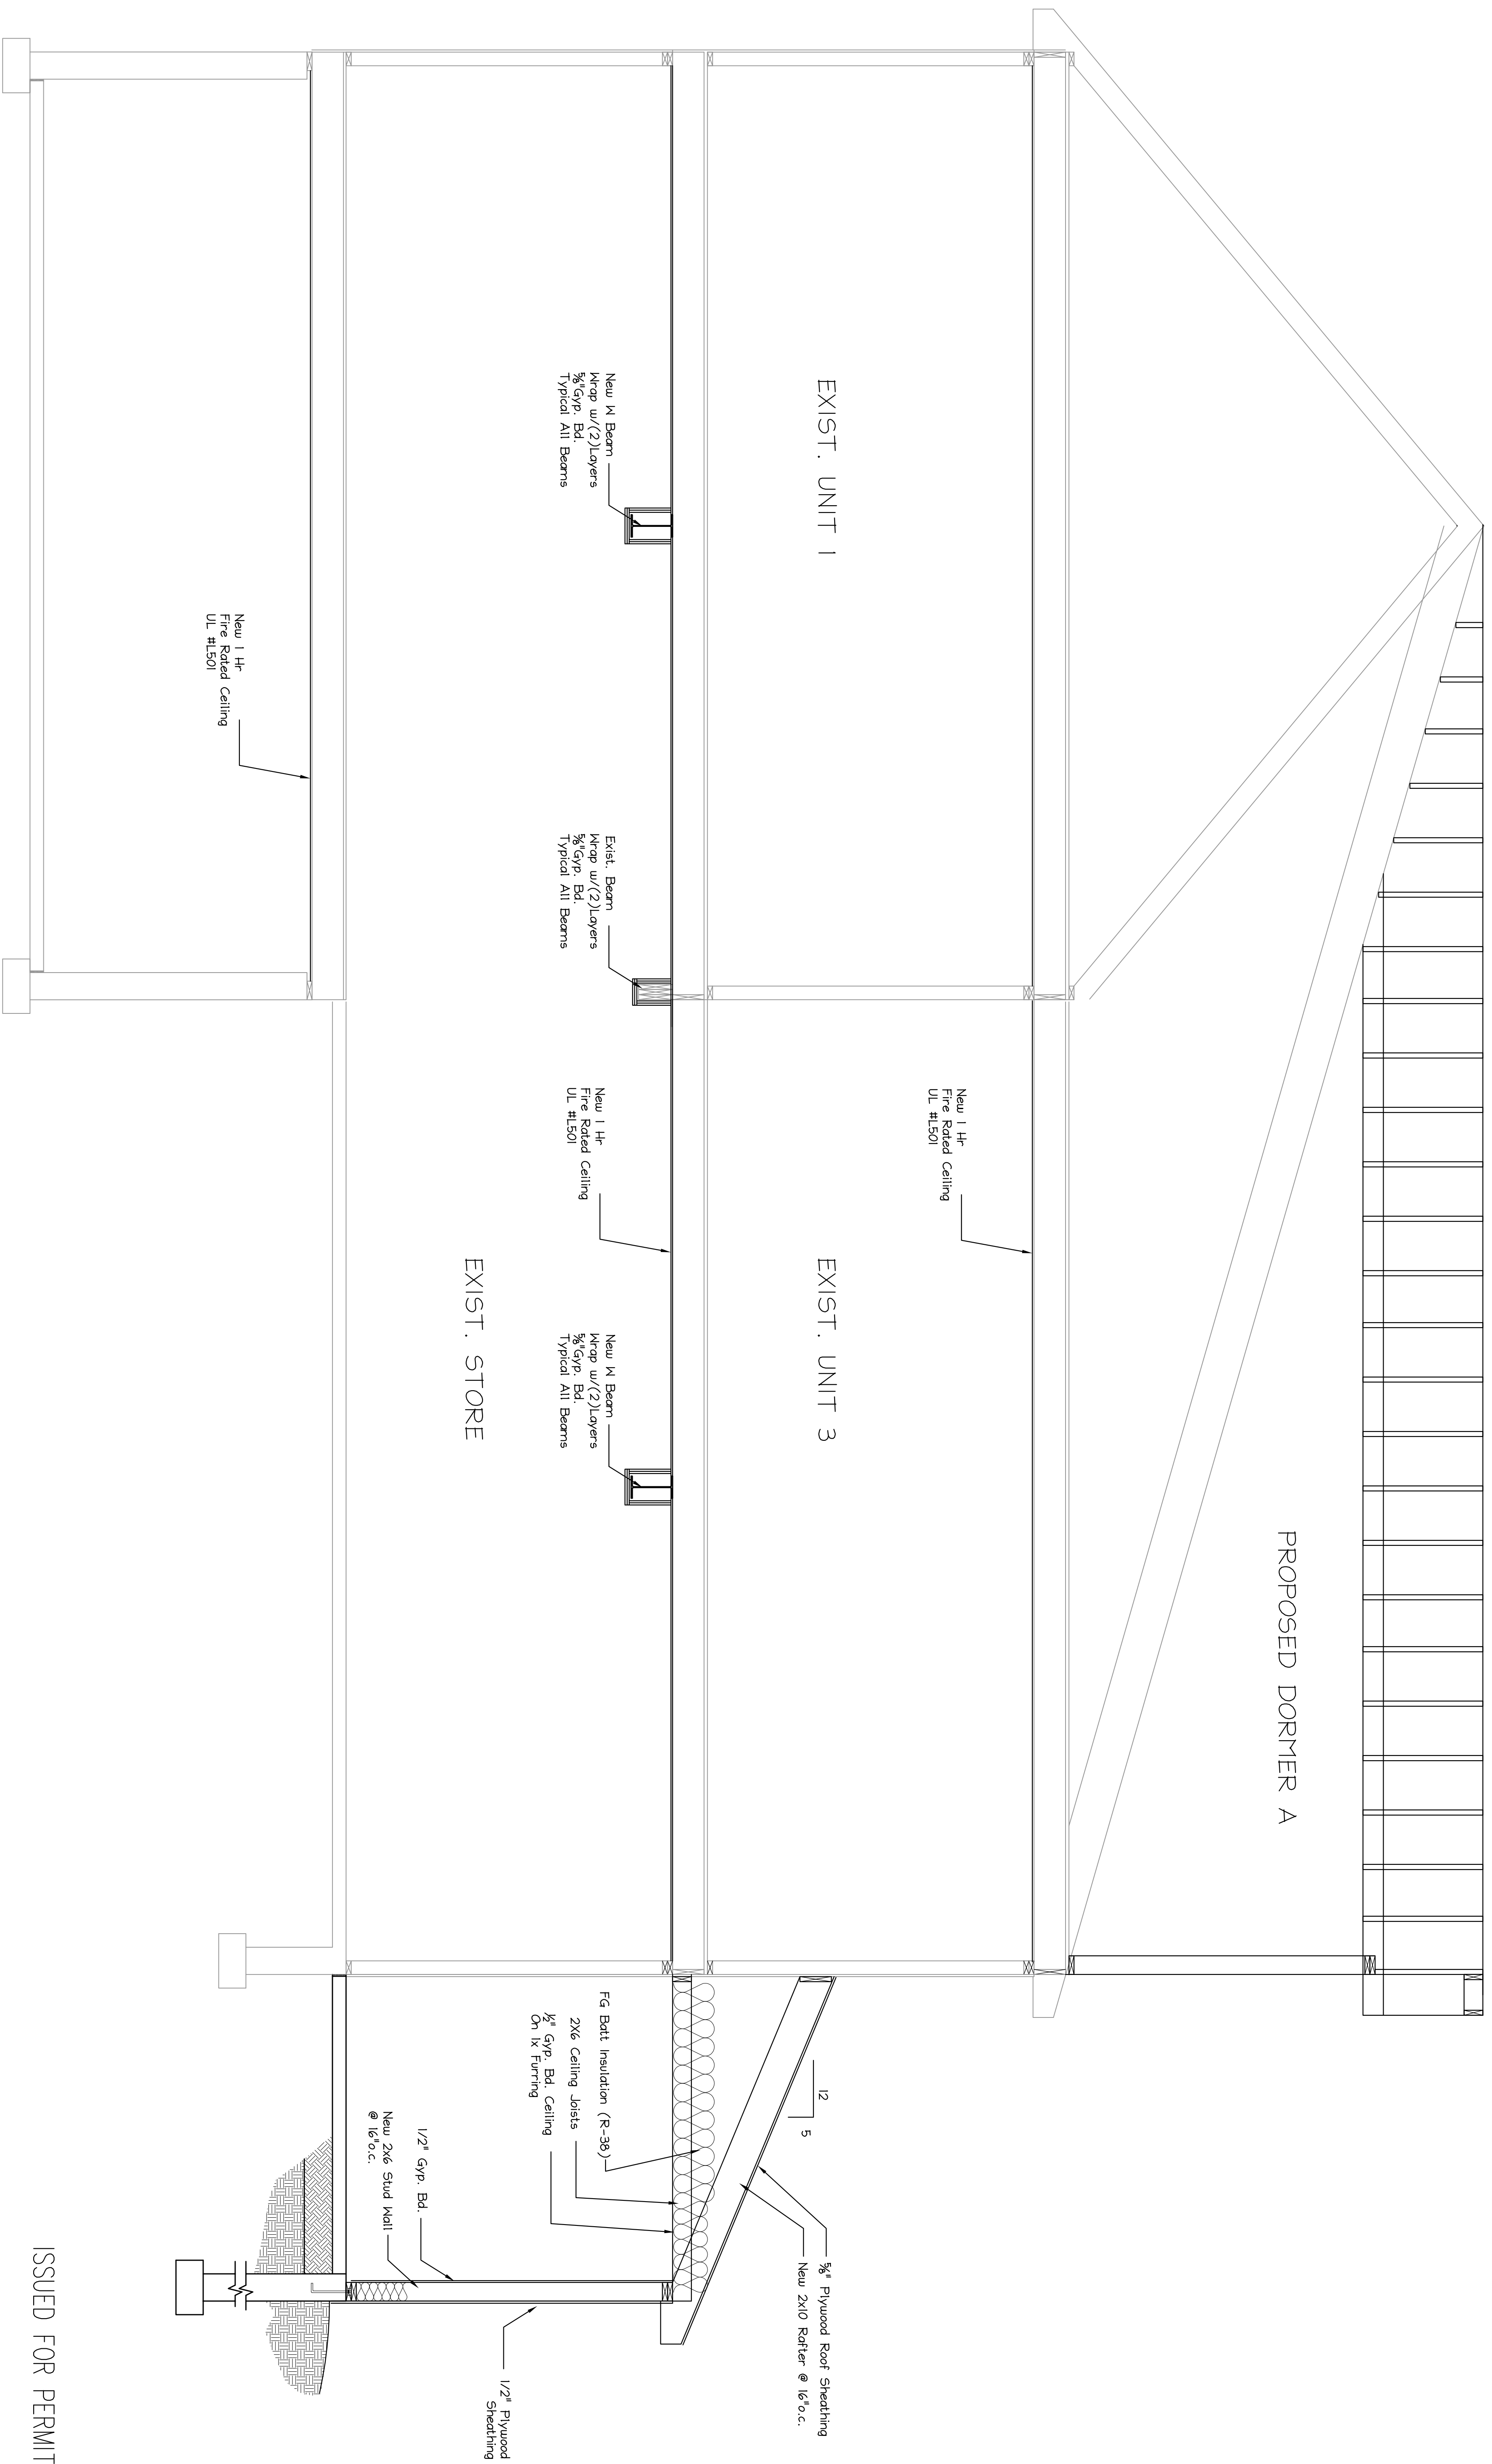 PROPOSED DORMER A
New 1 Hr
Fire Rated Ceiling
UL #L501
EXIST. UNIT 1
EXIST. UNIT 3
12
5
5/8" Plywood Roof Sheathing
New 2x10 Rafter @ 16"o.c.
New W Beam
Wrap w/(2)Layers
5/8"Gyp. Bd.
Typical All Beams
Exist. Beam
Wrap w/(2)Layers
5/8"Gyp. Bd.
Typical All Beams
New 1 Hr
Fire Rated Ceiling
UL #L501
New W Beam
Wrap w/(2)Layers
5/8"Gyp. Bd.
Typical All Beams
FG Batt Insulation (R-38)
2X6 Ceiling Joists
1/2" Gyp. Bd. Ceiling
On 1x Furring
EXIST. STORE
1/2" Plywood
Sheathing
1/2" Gyp. Bd.
New 2x6 Stud Wall
@ 16"o.c.
New 1 Hr
Fire Rated Ceiling
UL #L501
ISSUED FOR PERMIT